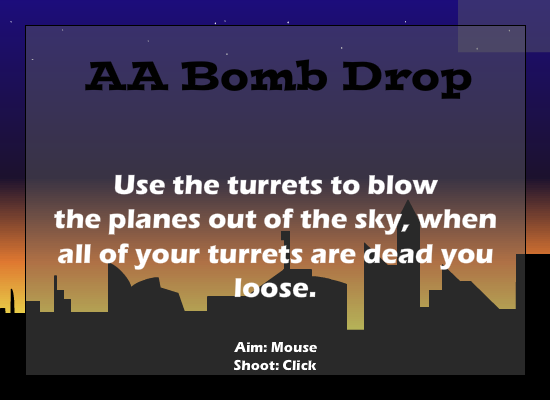 AA Bomb Drop
Use the turrets to blow
the planes out of the sky, when
all of your turrets are dead you
loose.
Aim: Mouse
Shoot: Click